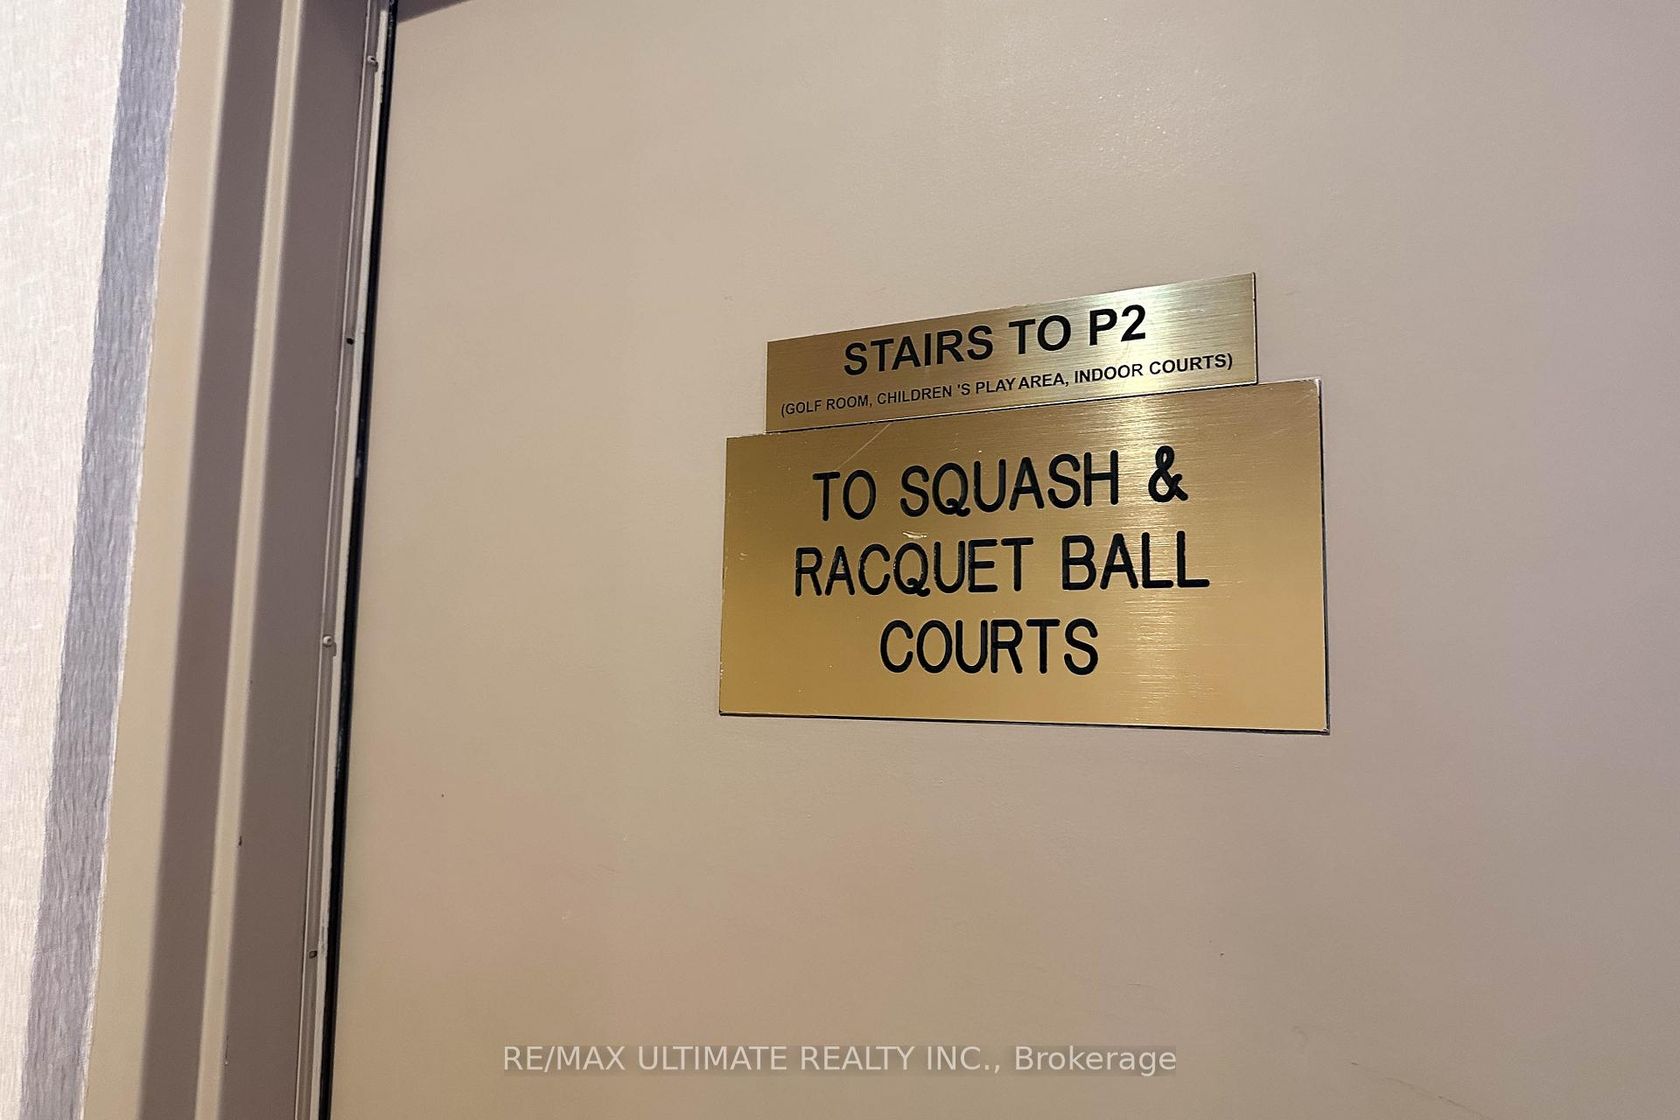 STAIRS TO P2
(GOLF ROOM, CHILDREN 'S PLAY AREA, INDOOR COURTS)
TO SQUASH &
RACQUET BALL
COURTS
RE/MAX ULTIMATE REALTY INC., Brokerage